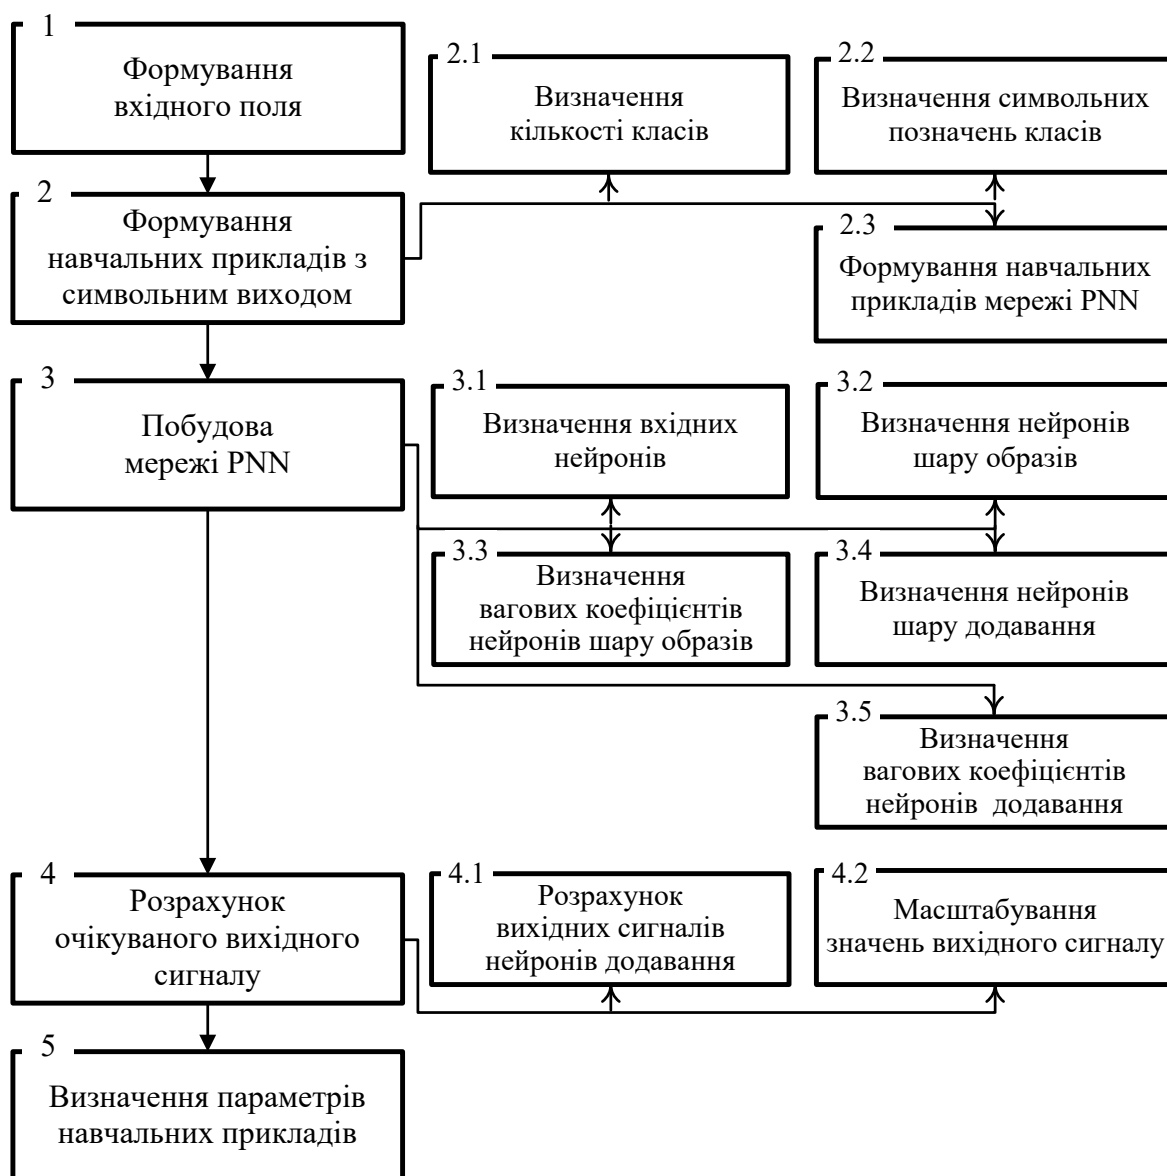 1
Формування
вхідного поля
2.1
Визначення
кількості класів
2.2
Визначення символьних
позначень класів
2
Формування
навчальних прикладів з
символьним виходом
2.3
Формування навчальних
прикладів мережі PNN
3
Побудова
мережі PNN
3.1
Визначення вхідних
нейронів
3.2
Визначення нейронів
шару образів
3.3
Визначення
вагових коефіцієнтів
нейронів шару образів
3.4
Визначення нейронів
шару додавання
3.5
Визначення
вагових коефіцієнтів
нейронів додавання
4
Розрахунок
очікуваного вихідного
сигналу
4.1
Розрахунок
вихідних сигналів
нейронів додавання
4.2
Масштабування
значень вихідного сигналу
5
Визначення параметрів
навчальних прикладів